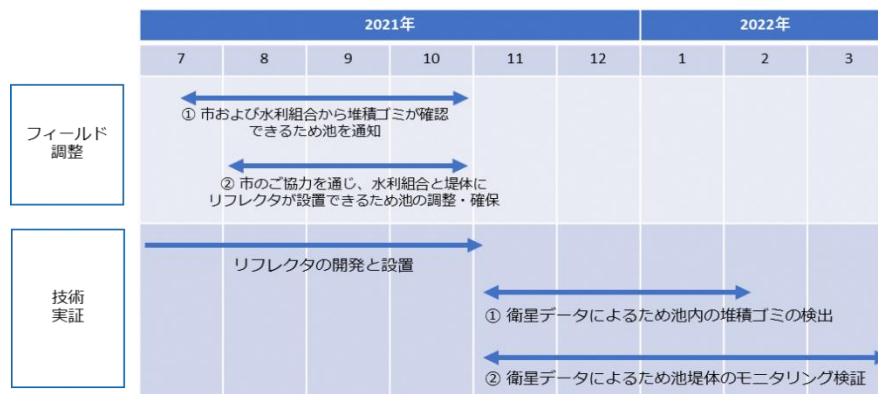 2021年 2022年
7 8 9 10 11 12 1 2 3
フィールド
調整
① 市および水利組合から堆積ゴミが確認
できるため池を通知
② 市のご協力を通じ、水利組合と堤体に
リフレクタが設置できるため池の調整・確保
技術
実証
リフレクタの開発と設置
① 衛星データによるため池内の堆積ゴミの検出
② 衛星データによるため池堤体のモニタリング検証